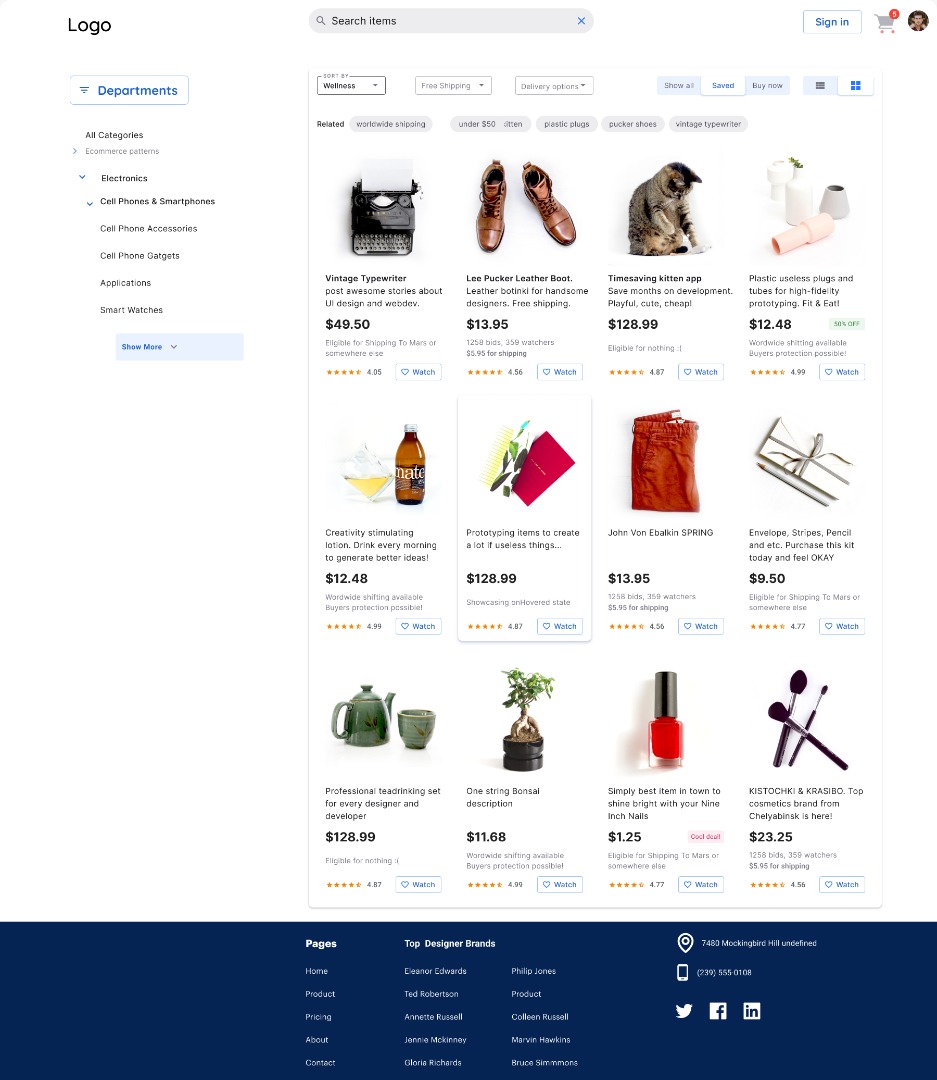 Logo
Search items
Sign in
5
Departments
All Categories
Ecommerce patterns
Electronics
Cell Phones & Smartphones
Cell Phone Accessories
Cell Phone Gatgets
Applications
Smart Watches
Show More
SORT BY
Wellness
Free Shipping
Delivery options
Show all
Saved
Buy now
Related
worldwide shipping
under $50
itten
plastic plugs
pucker shoes
vintage typewriter
Vintage Typewriter
post awesome stories about
UI design and webdev.
$49.50
Eligible for Shipping To Mars or
somewhere else
4.05
Watch
Lee Pucker Leather Boot.
Leather botinki for handsome
designers. Free shipping.
$13.95
1258 bids, 359 watchers
$5.95 for shipping
4.56
Watch
Timesaving kitten app
Save months on development.
Playful, cute, cheap!
$128.99
Eligible for nothing :(
4.87
Watch
Plastic useless plugs and
tubes for high-fidelity
prototyping. Fit & Eat!
$12.48
50% OFF
Wordwide shitting available
Buyers protection possible!
4.99
Watch
mate
Creativity stimulating
lotion. Drink every morning
to generate better ideas!
$12.48
Wordwide shifting available
Buyers protection possible!
4.99
Watch
Prototyping items to create
a lot if useless things...
$128.99
Showcasing onHovered state
4.87
Watch
John Von Ebalkin SPRING
$13.95
1258 bids, 359 watchers
$5.95 for shipping
4.56
Watch
Envelope, Stripes, Pencil
and etc. Purchase this kit
today and feel OKAY
$9.50
Eligible for Shipping To Mars or
somewhere else
4.77
Watch
Professional teadrinking set
for every designer and
developer
$128.99
Eligible for nothing :(
4.87
Watch
One string Bonsai
description
$11.68
Wordwide shifting available
Buyers protection possible!
4.99
Watch
Simply best item in town to
shine bright with your Nine
Inch Nails
$1.25
Cool deal!
Eligible for Shipping To Mars or
somewhere else
4.77
Watch
KISTOCHKI & KRASIBO. Top
cosmetics brand from
Chelyabinsk is here!
$23.25
1258 bids, 359 watchers
$5.95 for shipping
4.56
Watch
Pages
Home
Product
Pricing
About
Contact
Top Designer Brands
Eleanor Edwards
Ted Robertson
Annette Russell
Jennie Mckinney
Gloria Richards
Philip Jones
Product
Colleen Russell
Marvin Hawkins
Bruce Simmmons
7480 Mockingbird Hill undefined
(239) 555-0108